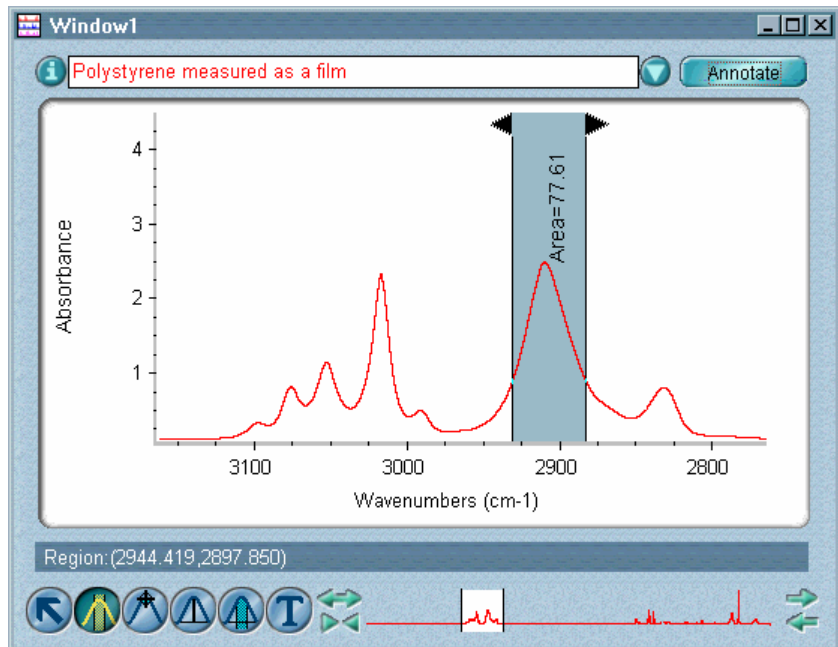 Window1
Polystyrene measured as a film
Annotate
4
3
2
1
Absorbance
Area=77.61
3100 3000 2900 2800
Wavenumbers (cm-1)
Region:(2944.419,2897.850)
T